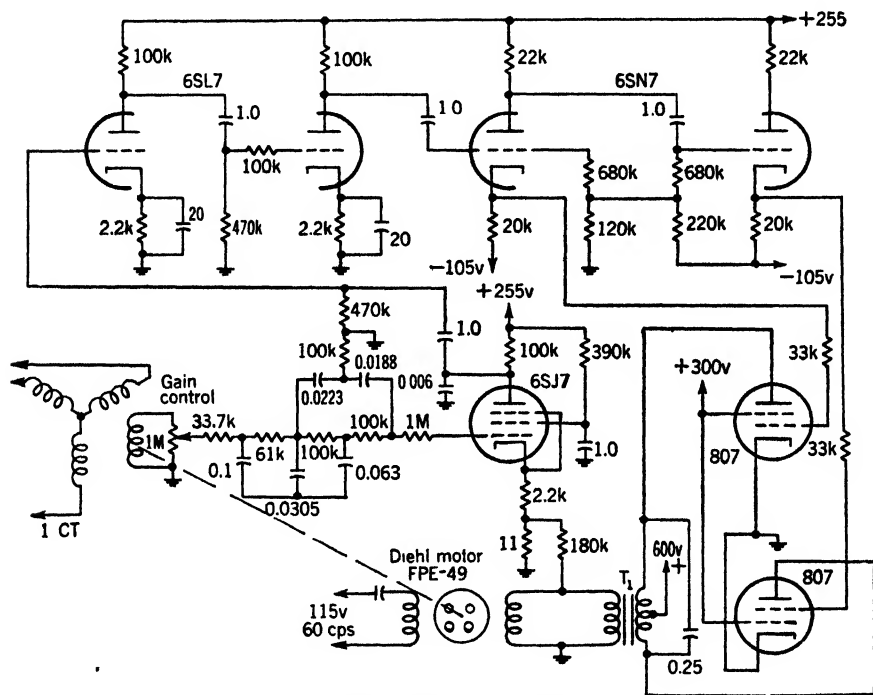 +255
100k
6SL7
100k
22k
6SN7
22k
1.0
1 0
1.0
100k
680k
680k
2.2k
20
470k
2.2k
20
20k
120k
220k
20k
−105v
−105v
+255v
470k
1.0
100k
390k
33k
+300v
100k
0.0188
0 006
6SJ7
Gain
control
0.0223
33.7k
1M
61k
100k
100k
1M
1.0
807
33k
0.1
0.063
0.0305
2.2k
1 CT
11
180k
600v
+
Diehl motor
FPE-49
T1
807
115v
60 cps
0.25